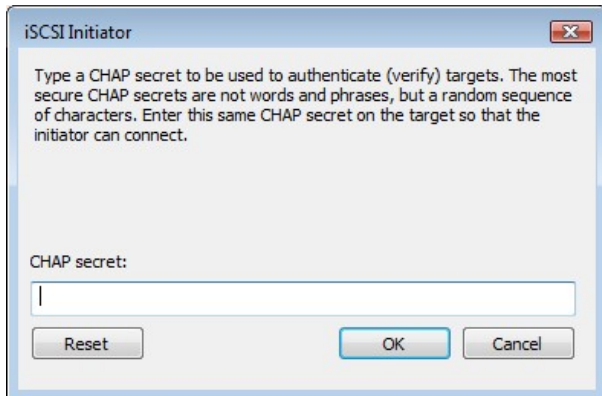 iSCSI Initiator
Type a CHAP secret to be used to authenticate (verify) targets. The most
secure CHAP secrets are not words and phrases, but a random sequence
of characters. Enter this same CHAP secret on the target so that the
initiator can connect.
CHAP secret:
Reset OK Cancel